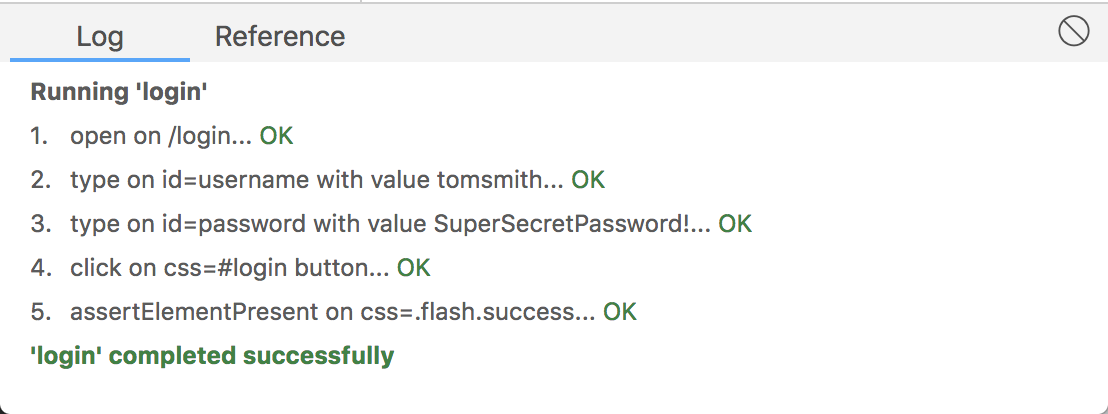 Log Reference
Running 'login'
1. open on /login... OK
2. type on id=username with value tomsmith... OK
3. type on id=password with value SuperSecretPassword!... OK
4. click on css=#login button... OK
5. assertElementPresent on css=.flash.success... OK
'login' completed successfully